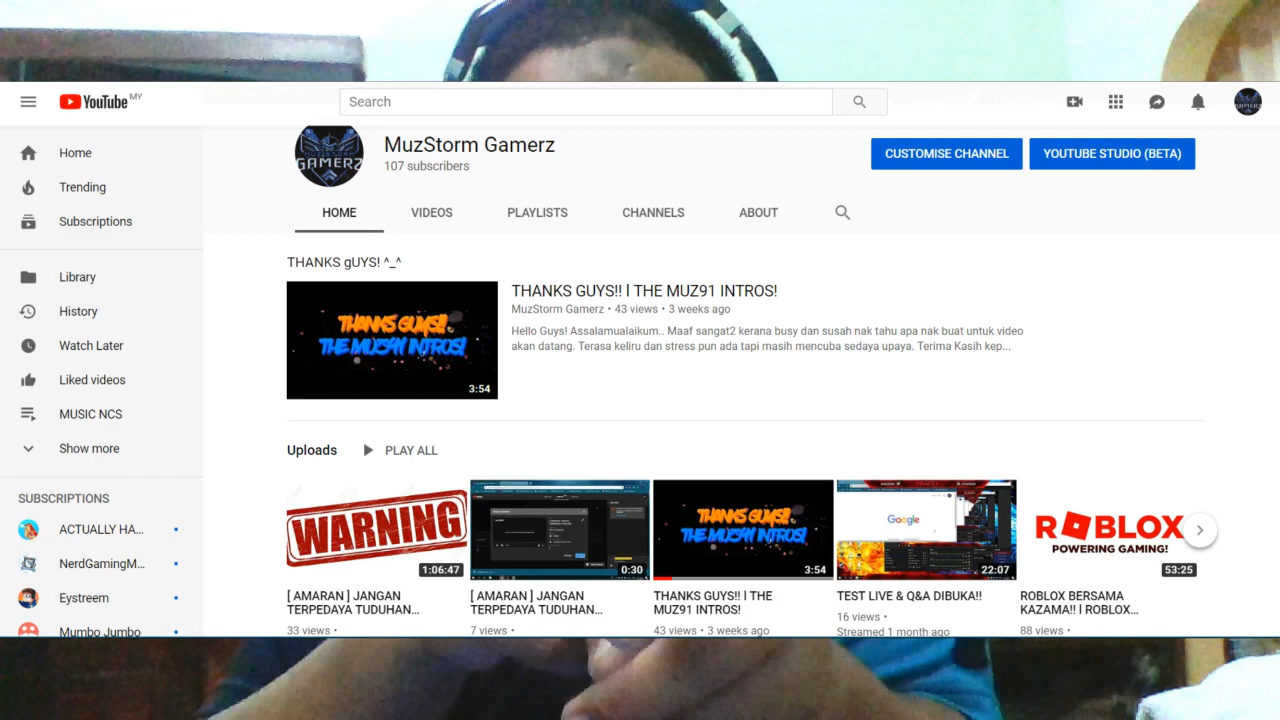 YouTube MY
Search
Home
Trending
Subscriptions
Library
History
Watch Later
Liked videos
MUSIC NCS
Show more
SUBSCRIPTIONS
ACTUALLY HA...
NerdGamingM...
Eystreem
Mumbo Jumbo
GAMERZ
MuzStorm Gamerz
107 subscribers
CUSTOMISE CHANNEL
YOUTUBE STUDIO (BETA)
HOME VIDEOS PLAYLISTS CHANNELS ABOUT
THANKS gUYS! ^_^
THANKS GUYS!!
THE MUZ91 INTROS!
3:54
THANKS GUYS!! l THE MUZ91 INTROS!
MuzStorm Gamerz • 43 views • 3 weeks ago
Hello Guys! Assalamualaikum.. Maaf sangat2 kerana busy dan susah nak tahu apa nak buat untuk video
akan datang. Terasa keliru dan stress pun ada tapi masih mencuba sedaya upaya. Terima Kasih kep...
Uploads PLAY ALL
WARNING
1:06:47
[ AMARAN ] JANGAN
TERPEDAYA TUDUHAN...
33 views •
0:30
[ AMARAN ] JANGAN
TERPEDAYA TUDUHAN...
7 views •
THANKS GUYS!!
THE MUZ91 INTROS!
3:54
THANKS GUYS!! l THE
MUZ91 INTROS!
43 views • 3 weeks ago
Google
22:07
TEST LIVE & Q&A DIBUKA!!
16 views •
Streamed 1 month ago
ROBLOX
POWERING GAMING!
53:25
ROBLOX BERSAMA
KAZAMA!! l ROBLOX...
88 views •